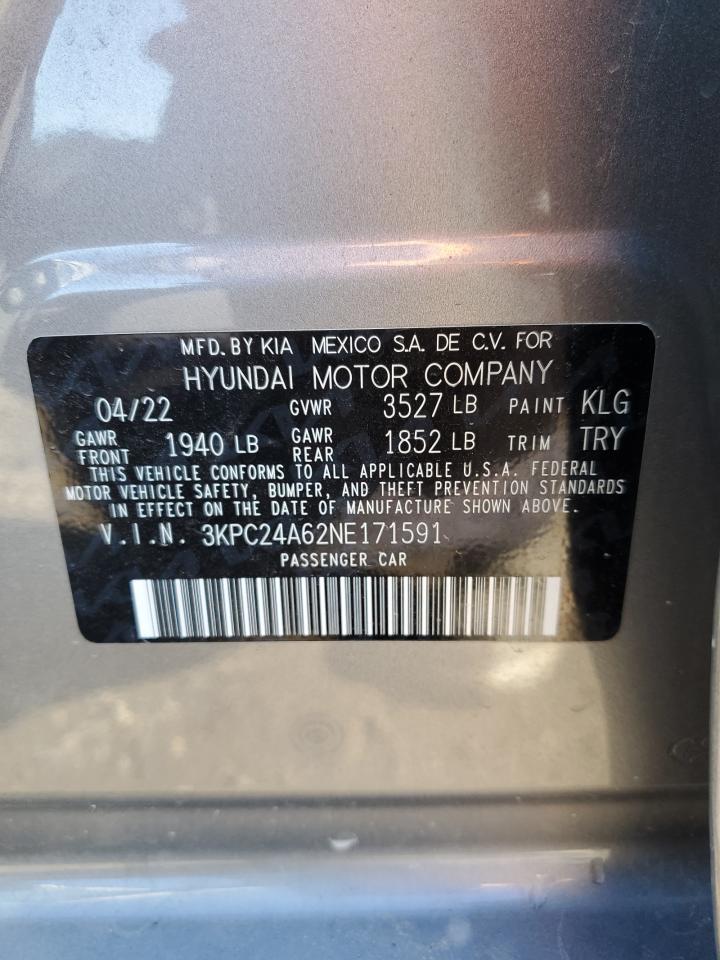 MFD. BY KIA MEXICO S.A. DE C.V. FOR
HYUNDAI MOTOR COMPANY
04/22 GVWR 3527 LB PAINT KLG
GAWR FRONT 1940 LB GAWR REAR 1852 LB TRIM TRY
THIS VEHICLE CONFORMS TO ALL APPLICABLE U.S.A. FEDERAL
MOTOR VEHICLE SAFETY, BUMPER, AND THEFT PREVENTION STANDARDS
IN EFFECT ON THE DATE OF MANUFACTURE SHOWN ABOVE.
V.I.N. 3KPC24A62NE171591
PASSENGER CAR